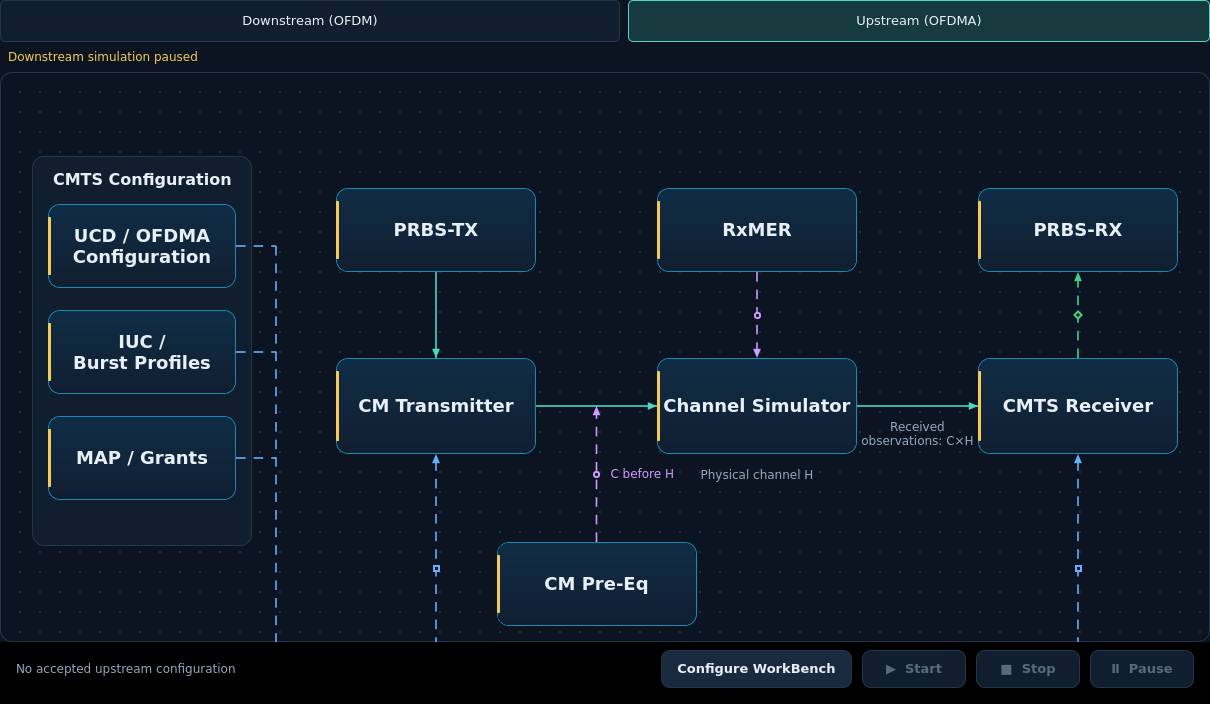 Downstream (OFDM)
Upstream (OFDMA)
Downstream simulation paused
CMTS Configuration
UCD / OFDMA
Configuration
IUC /
Burst Profiles
MAP / Grants
PRBS-TX
RxMER
PRBS-RX
CM Transmitter
Channel Simulator
CMTS Receiver
Received
observations: C×H
C before H
Physical channel H
CM Pre-Eq
No accepted upstream configuration
Configure WorkBench
Start
Stop
Pause